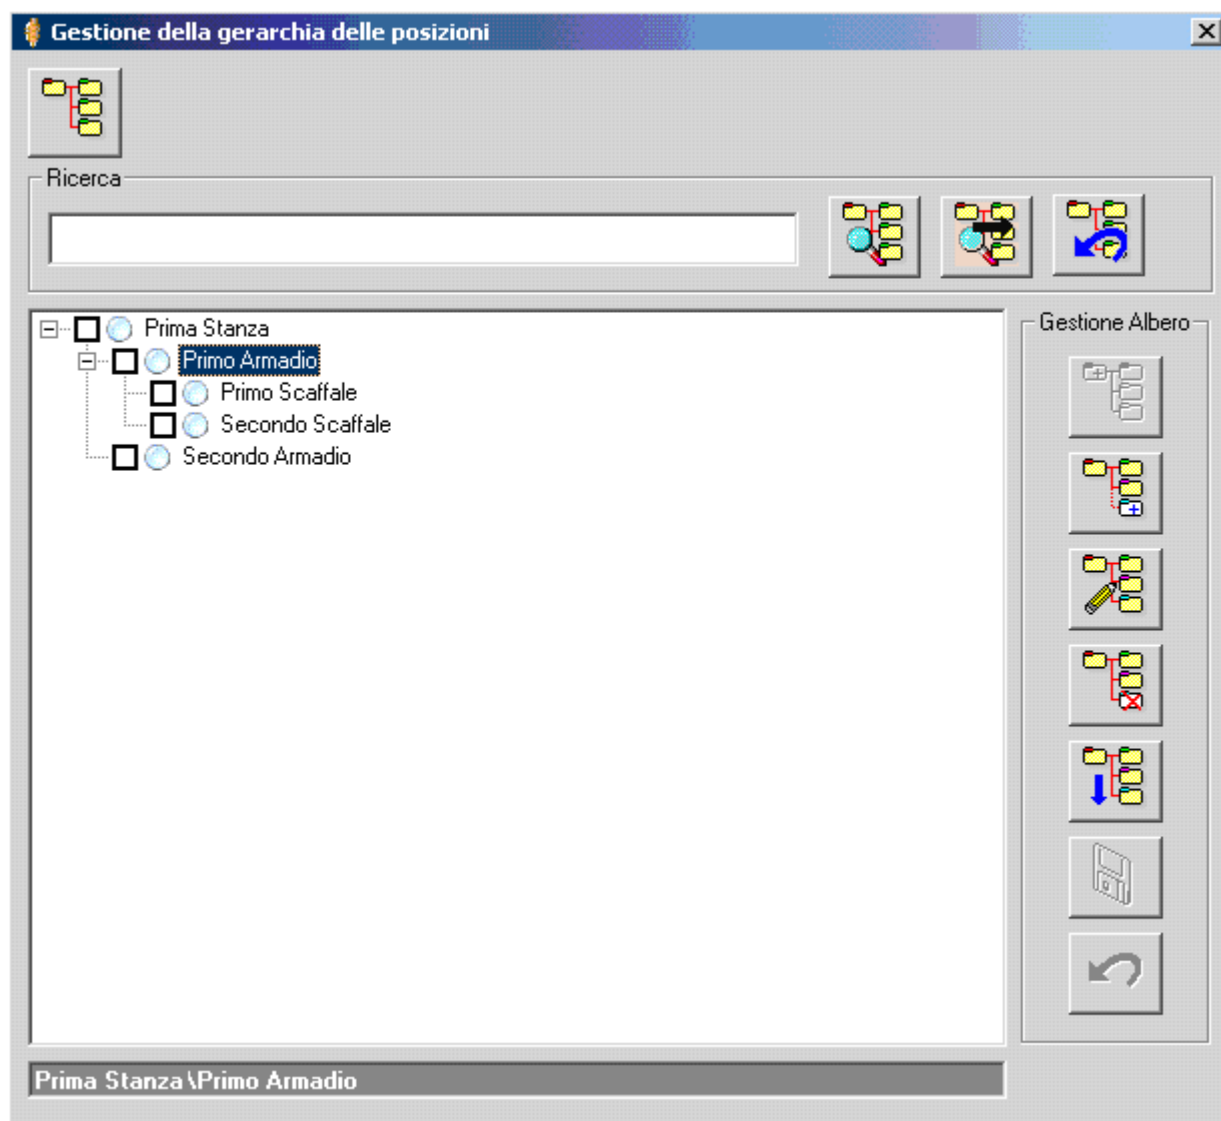 Gestione della gerarchia delle posizioni
Ricerca
Prima Stanza
Primo Armadio
Primo Scaffale
Secondo Scaffale
Secondo Armadio
Gestione Albero
Prima Stanza\Primo Armadio